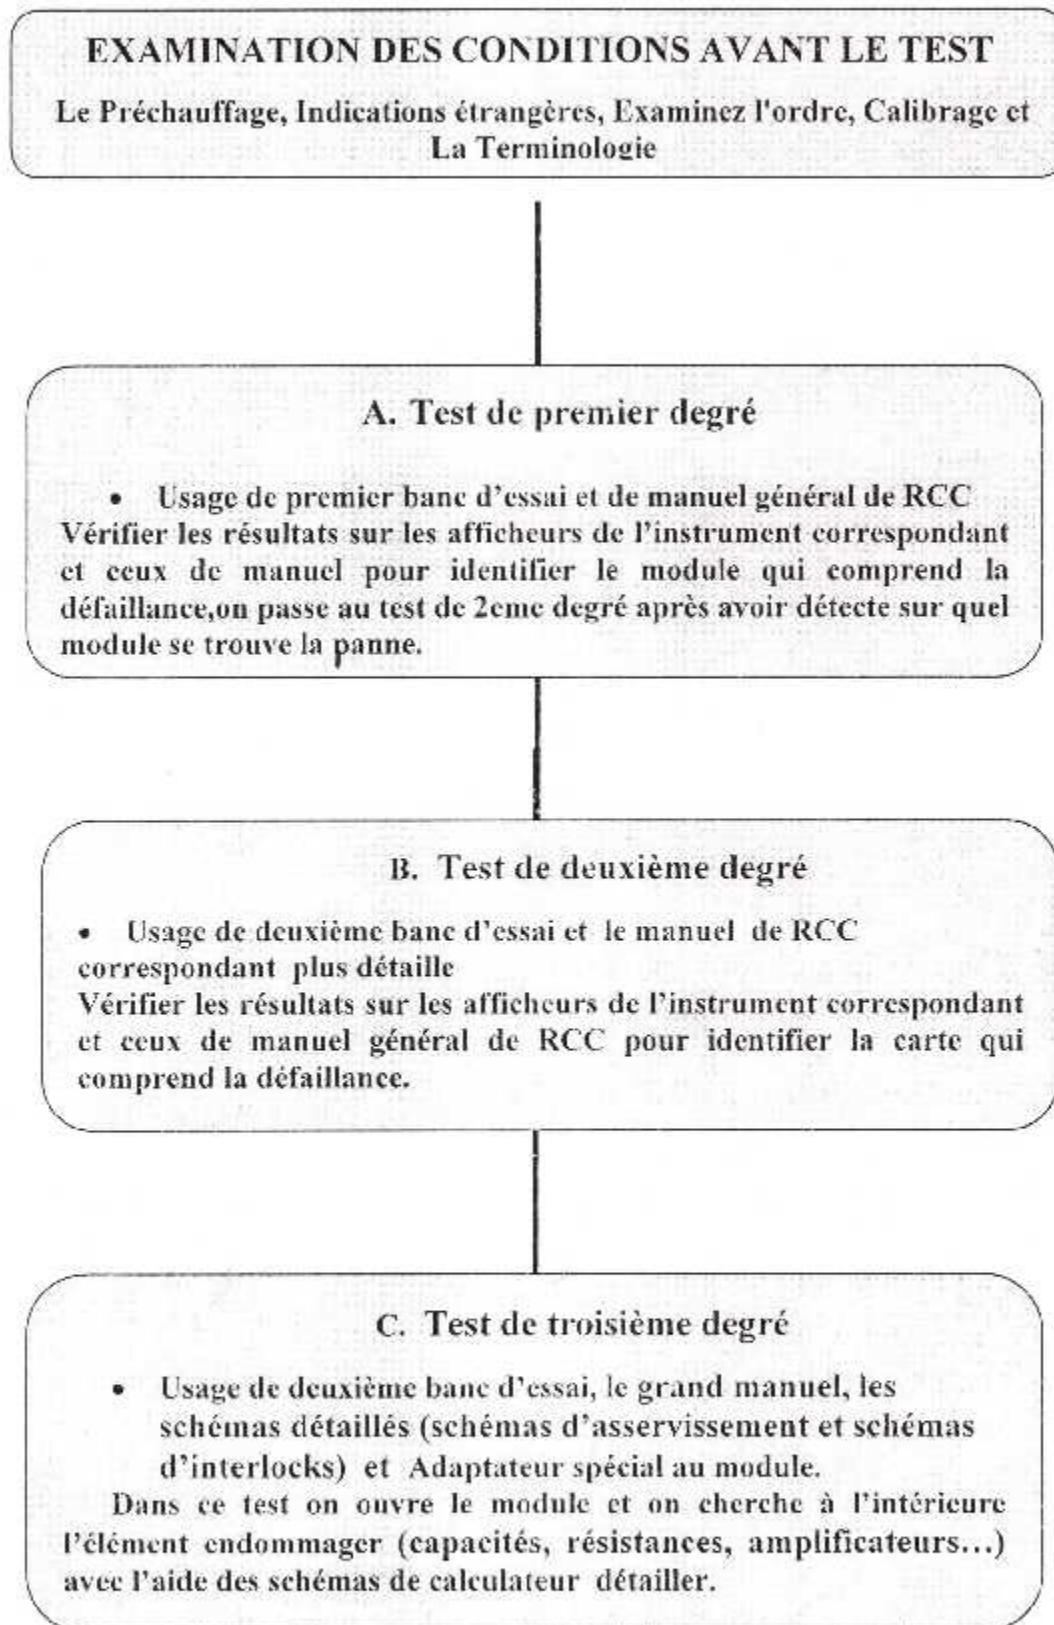 EXAMINATION DES CONDITIONS AVANT LE TEST
Le Préchauffage, Indications étrangères, Examinez l'ordre, Calibrage et
La Terminologie
A. Test de premier degré
• Usage de premier banc d'essai et de manuel général de RCC
Vérifier les résultats sur les afficheurs de l'instrument correspondant
et ceux de manuel pour identifier le module qui comprend la
défaillance,on passe au test de 2eme degré après avoir détecte sur quel
module se trouve la panne.
B. Test de deuxième degré
• Usage de deuxième banc d'essai et le manuel de RCC
correspondant plus détaille
Vérifier les résultats sur les afficheurs de l'instrument correspondant
et ceux de manuel général de RCC pour identifier la carte qui
comprend la défaillance.
C. Test de troisième degré
• Usage de deuxième banc d'essai, le grand manuel, les
schémas détaillés (schémas d'asservissement et schémas
d'interlocks) et Adaptateur spécial au module.
Dans ce test on ouvre le module et on cherche à l'intérieure
l'élément endommager (capacités, résistances, amplificateurs...)
avec l'aide des schémas de calculateur détailler.